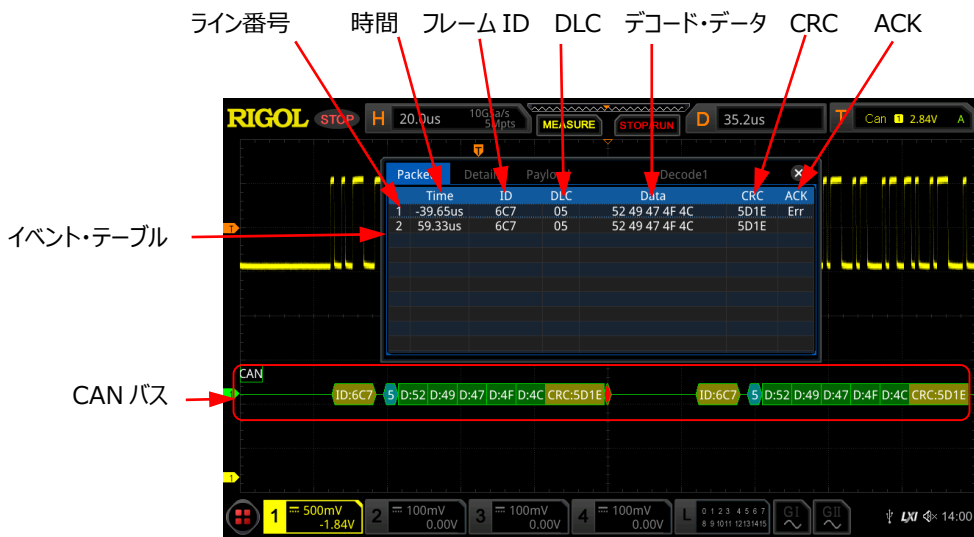 ライン番号 時間 フレーム ID DLC デコード・データ CRC ACK
RIGOL STOP H 20.0us 10GSa/s 5Mpts MEASURE STOP/RUN D 35.2us T Can 1 2.84V A
T
Packet Detail Payload Decode1
Time ID DLC Data CRC ACK
1 -39.65us 6C7 05 52 49 47 4F 4C 5D1E Err
2 59.33us 6C7 05 52 49 47 4F 4C 5D1E
イベント・テーブル
T
CAN
CAN バス
ID:6C7 5 D:52 D:49 D:47 D:4F D:4C CRC:5D1E ID:6C7 5 D:52 D:49 D:47 D:4F D:4C CRC:5D1E
1
1 500mV 2 100mV 3 100mV 4 100mV L 0 1 2 3 4 5 6 7 GI GII LXI 14:00
-1.84V 0.00V 0.00V 0.00V 8 9 10 11 12 13 14 15